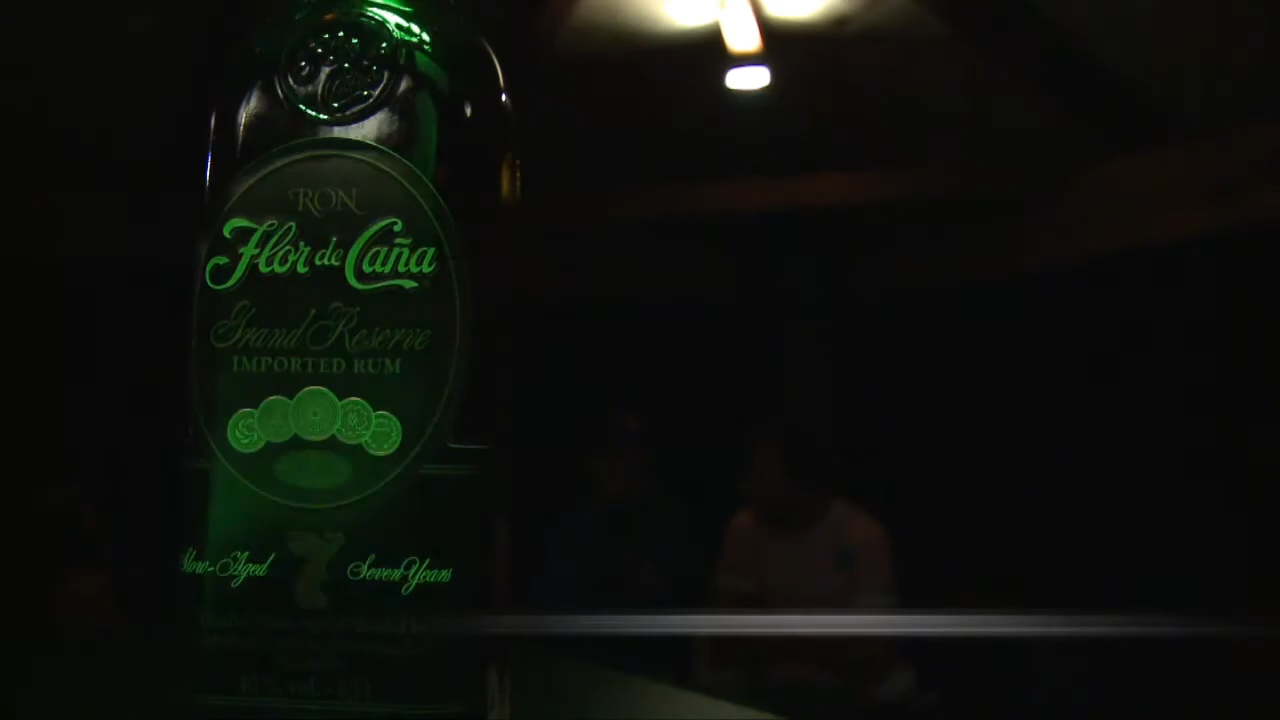 RON
Flor de Caña
Grand Reserve
IMPORTED RUM
Slow-Aged 7 Seven Years